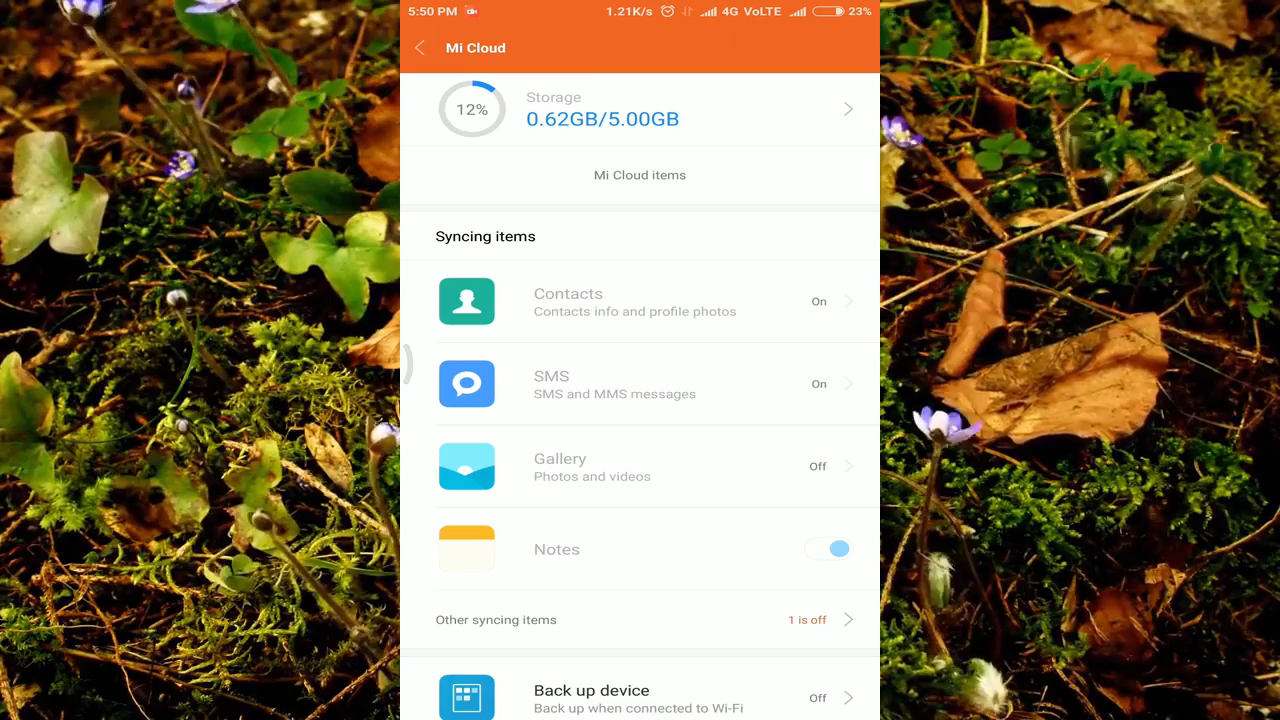 5:50 PM 1.21K/s 4G VoLTE 23%
Mi Cloud
12%
Storage
0.62GB/5.00GB
Mi Cloud items
Syncing items
Contacts
Contacts info and profile photos
On
SMS
SMS and MMS messages
On
Gallery
Photos and videos
Off
Notes
Other syncing items 1 is off
Back up device
Back up when connected to Wi-Fi
Off